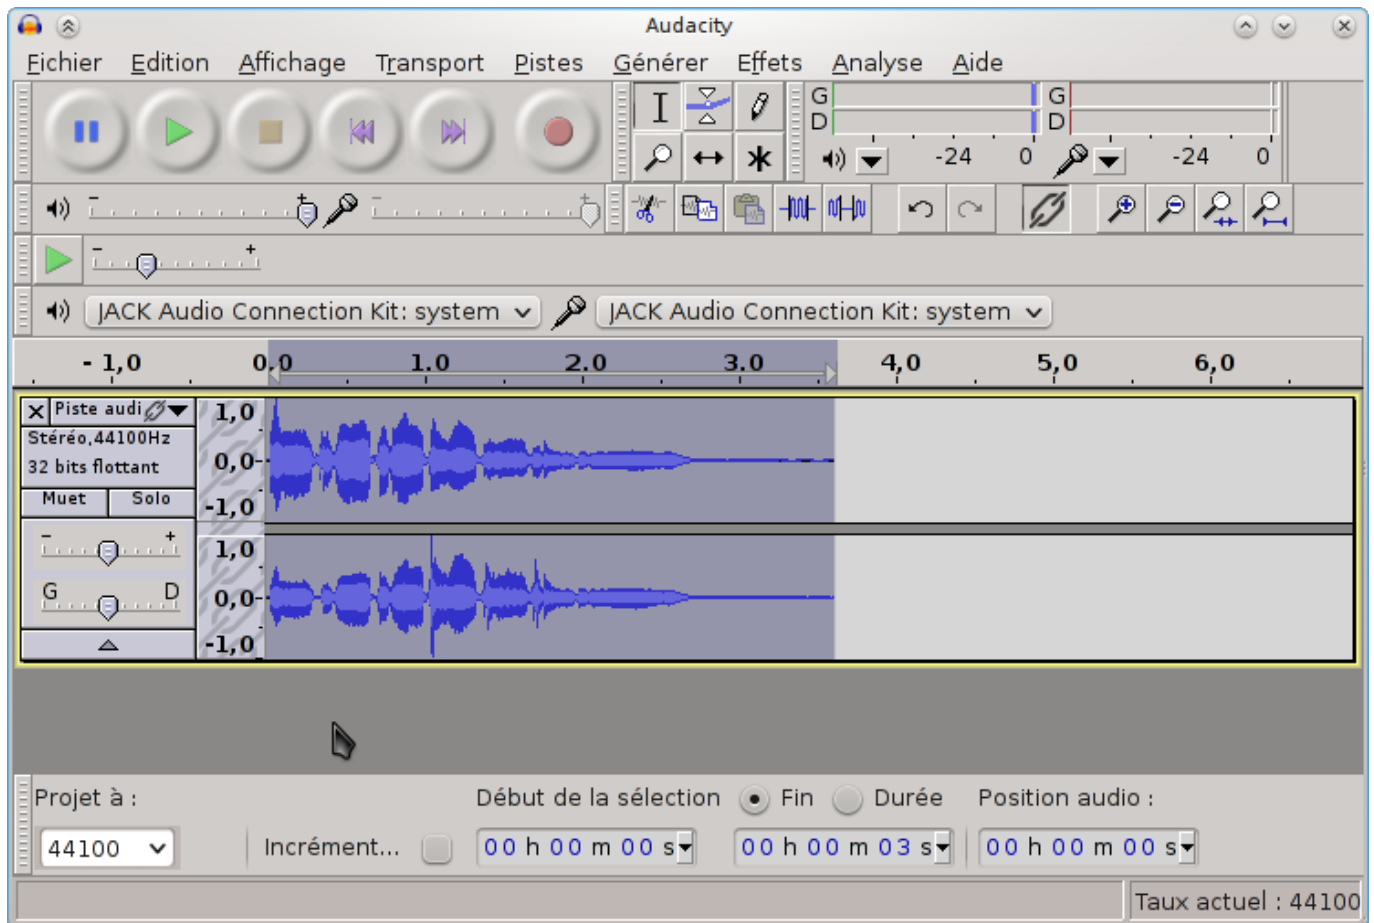 Audacity
Fichier Edition Affichage Transport Pistes Générer Effets Analyse Aide
G
D
-24 0
G
D
-24 0
- +
- +
- +
JACK Audio Connection Kit: system
JACK Audio Connection Kit: system
- 1,0 0,0 1.0 2.0 3.0 4,0 5,0 6,0
X Piste audi
Stéréo,44100Hz
32 bits flottant
Muet Solo
- +
G D
1,0
0,0-
-1,0
1,0
0,0-
-1,0
Projet à :
44100
Incrément...
Début de la sélection Fin Durée
00 h 00 m 00 s
00 h 00 m 03 s
Position audio :
00 h 00 m 00 s
Taux actuel : 44100